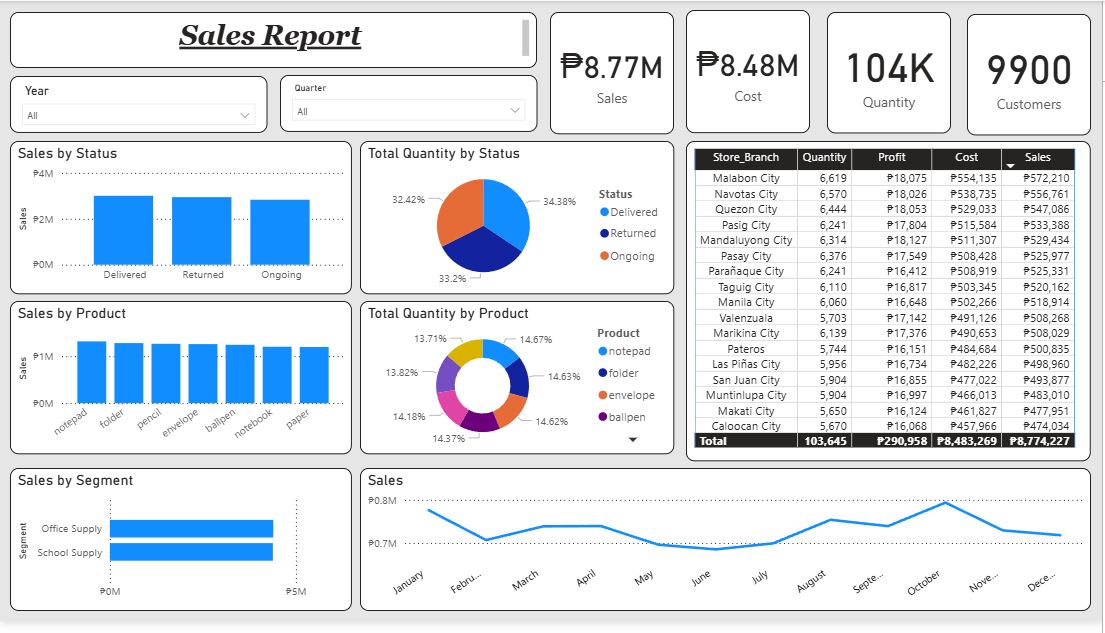 Sales Report
₱8.77M
Sales
₱8.48M
Cost
104K
Quantity
9900
Customers
Year
All
Quarter
All
Sales by Status
₱4M
₱2M
₱0M
Sales
Delivered
Returned
Ongoing
Total Quantity by Status
32.42%
34.38%
33.2%
Status
Delivered
Returned
Ongoing
Store_Branch Quantity Profit Cost Sales
Malabon City 6,619 ₱18,075 ₱554,135 ₱572,210
Navotas City 6,570 ₱18,026 ₱538,735 ₱556,761
Quezon City 6,444 ₱18,053 ₱529,033 ₱547,086
Pasig City 6,241 ₱17,804 ₱515,584 ₱533,388
Mandaluyong City 6,314 ₱18,127 ₱511,307 ₱529,434
Pasay City 6,376 ₱17,549 ₱508,428 ₱525,977
Parañaque City 6,241 ₱16,412 ₱508,919 ₱525,331
Taguig City 6,110 ₱16,817 ₱503,345 ₱520,162
Manila City 6,060 ₱16,648 ₱502,266 ₱518,914
Valenzuala 5,703 ₱17,142 ₱491,126 ₱508,268
Marikina City 6,139 ₱17,376 ₱490,653 ₱508,029
Pateros 5,744 ₱16,151 ₱484,684 ₱500,835
Las Piñas City 5,956 ₱16,734 ₱482,226 ₱498,960
San Juan City 5,904 ₱16,855 ₱477,022 ₱493,877
Muntinlupa City 5,904 ₱16,997 ₱466,013 ₱483,010
Makati City 5,650 ₱16,124 ₱461,827 ₱477,951
Caloocan City 5,670 ₱16,068 ₱457,966 ₱474,034
Total 103,645 ₱290,958 ₱8,483,269 ₱8,774,227
Sales by Product
₱1M
₱0M
Sales
notepad
folder
pencil
envelope
ballpen
notebook
paper
Total Quantity by Product
13.71%
14.67%
13.82%
14.63%
14.18%
14.62%
14.37%
Product
notepad
folder
envelope
ballpen
Sales by Segment
Segment
Office Supply
School Supply
₱0M
₱5M
Sales
₱0.8M
₱0.7M
January
Febru...
March
April
May
June
July
August
Septe...
October
Nove...
Dece...